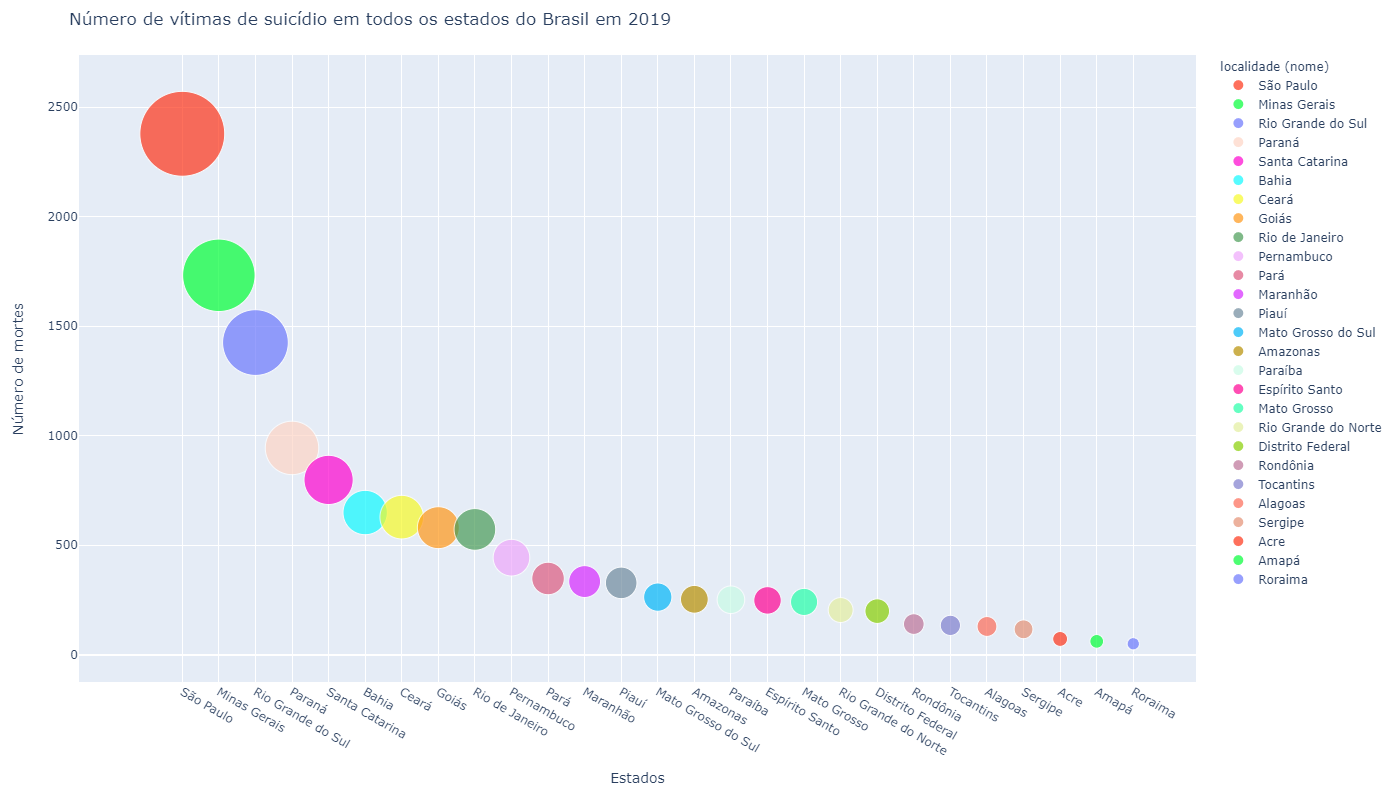 Número de vítimas de suicídio em todos os estados do Brasil em 2019
Número de mortes
2500
2000
1500
1000
500
0
São Paulo
Minas Gerais
Rio Grande do Sul
Paraná
Santa Catarina
Bahia
Ceará
Goiás
Rio de Janeiro
Pernambuco
Pará
Maranhão
Piauí
Mato Grosso do Sul
Amazonas
Paraíba
Espírito Santo
Mato Grosso
Rio Grande do Norte
Distrito Federal
Rondônia
Tocantins
Alagoas
Sergipe
Acre
Amapá
Roraima
Estados
localidade (nome)
São Paulo
Minas Gerais
Rio Grande do Sul
Paraná
Santa Catarina
Bahia
Ceará
Goiás
Rio de Janeiro
Pernambuco
Pará
Maranhão
Piauí
Mato Grosso do Sul
Amazonas
Paraíba
Espírito Santo
Mato Grosso
Rio Grande do Norte
Distrito Federal
Rondônia
Tocantins
Alagoas
Sergipe
Acre
Amapá
Roraima